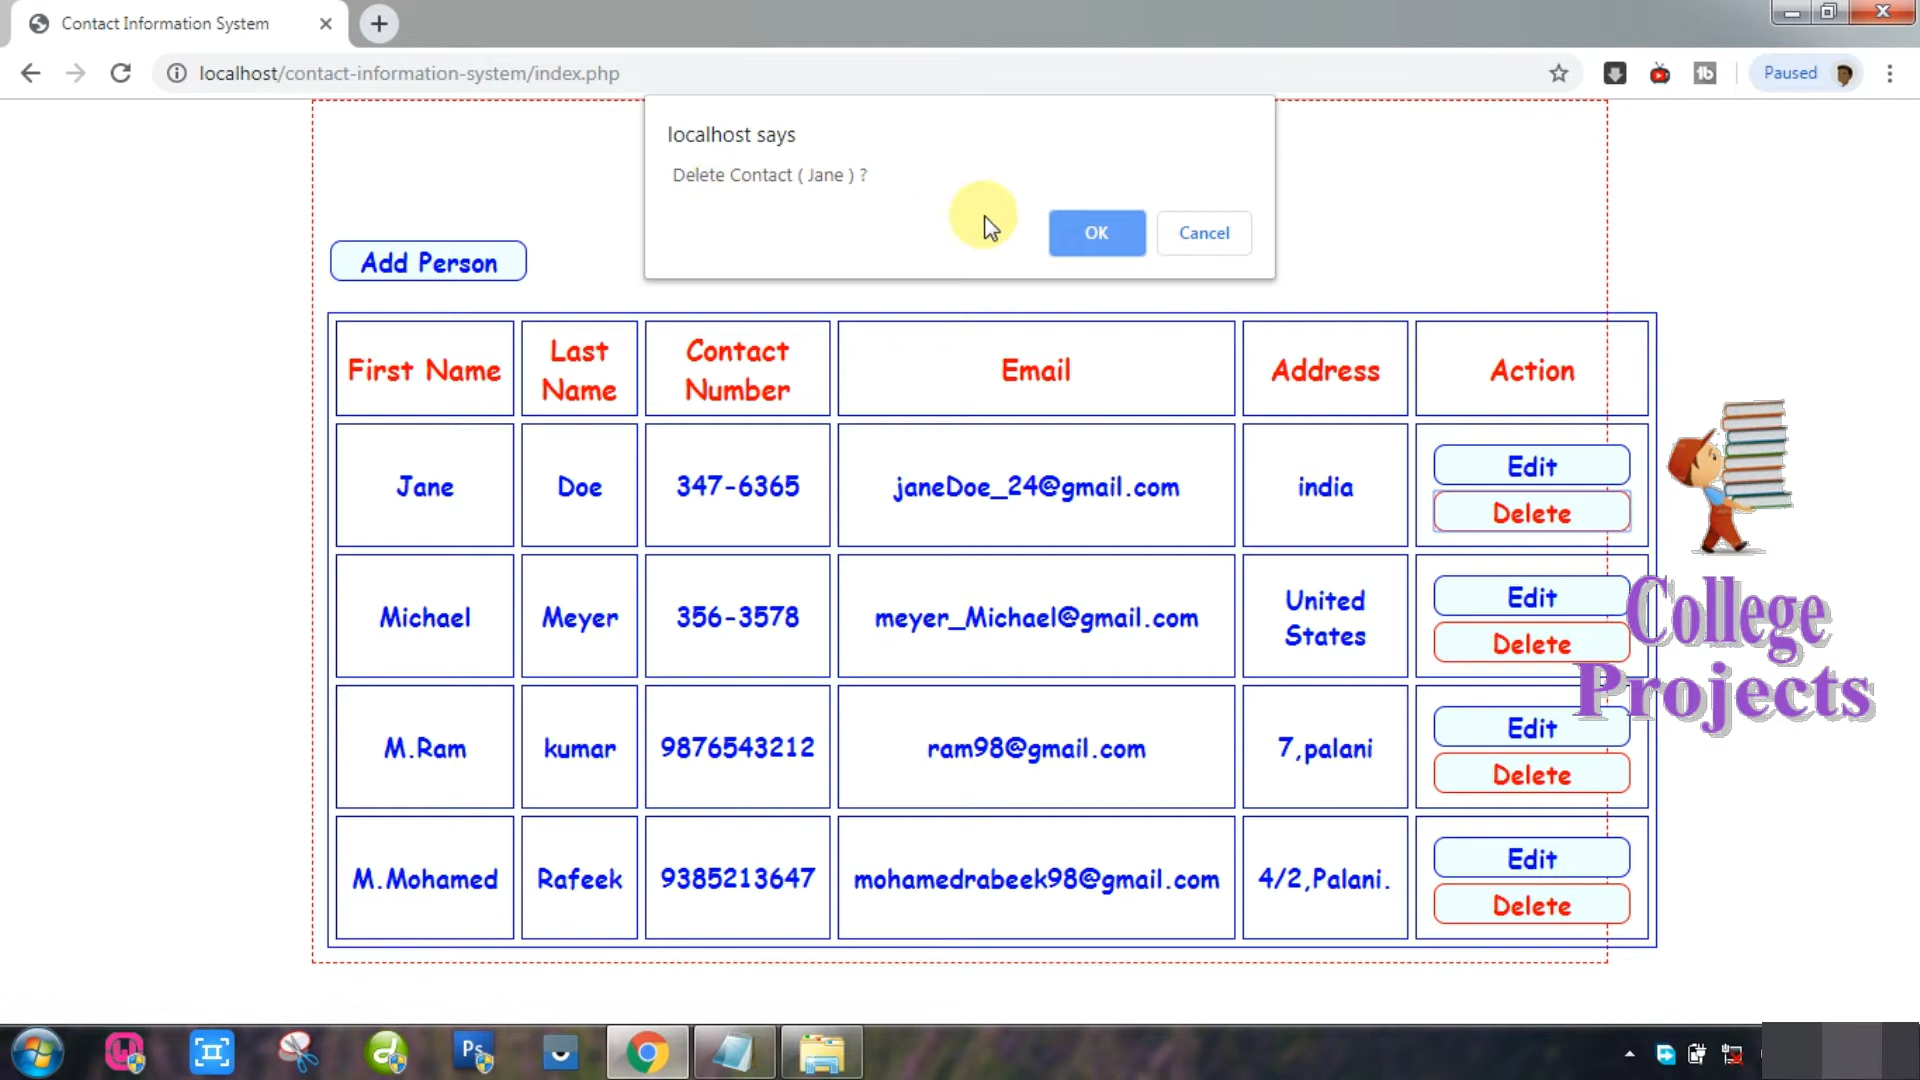 Contact Information System
localhost/contact-information-system/index.php
Paused
localhost says
Delete Contact ( Jane ) ?
OK
Cancel
Add Person
First Name
Last
Name
Contact
Number
Email
Address
Action
Jane
Doe
347-6365
janeDoe_24@gmail.com
india
Edit
Delete
Michael
Meyer
356-3578
meyer_Michael@gmail.com
United
States
Edit
Delete
M.Ram
kumar
9876543212
ram98@gmail.com
7,palani
Edit
Delete
M.Mohamed
Rafeek
9385213647
mohamedrabeek98@gmail.com
4/2,Palani.
Edit
Delete
College
Projects
Ps